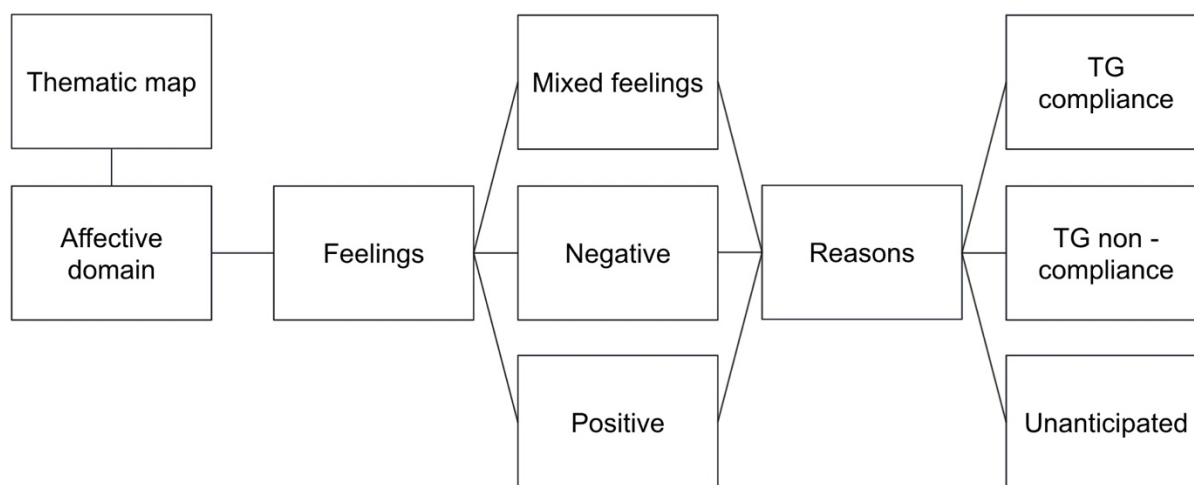 Thematic map
Affective
domain
Feelings
Mixed feelings
Negative
Positive
Reasons
TG
compliance
TG non -
compliance
Unanticipated